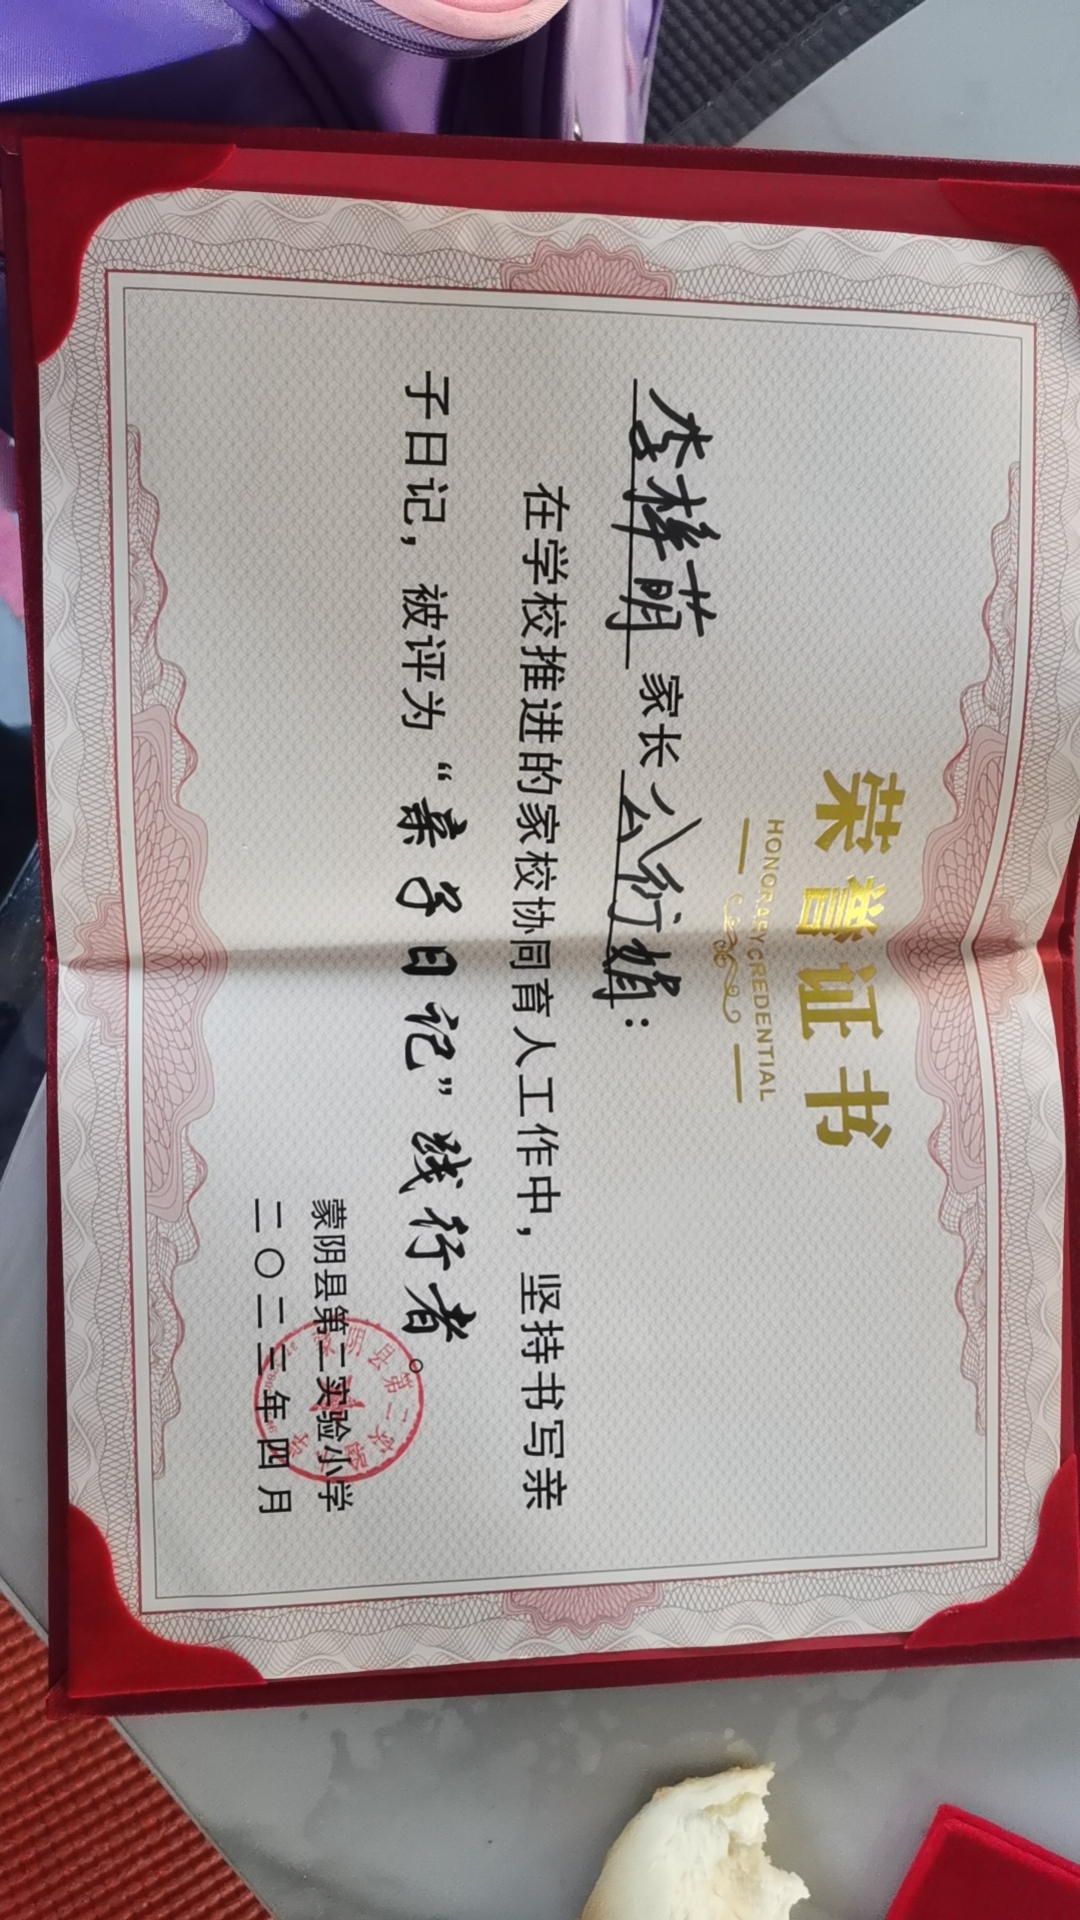 荣誉证书
HONORARY CREDENTIAL
李梓萌 家长 公衍娟：
在学校推进的家校协同育人工作中，坚持书写亲
子日记，被评为“亲子日记”践行者。
蒙阴县第二实验小学
二〇二三年四月